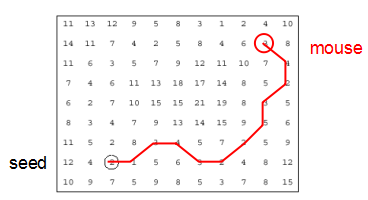 11 13 12 9 5 8 3 1 2 4 10
14 11 7 4 2 5 8 4 6 3 8
mouse
11 6 3 5 7 9 12 11 10 7 4
7 4 6 11 13 18 17 14 8 5 2
6 2 7 10 15 15 21 19 8 3 5
8 3 4 7 9 13 14 15 9 5 6
11 5 2 8 3 4 5 7 2 5 9
seed
12 4 2 1 5 6 3 2 4 8 12
10 9 7 5 9 8 5 3 7 8 15